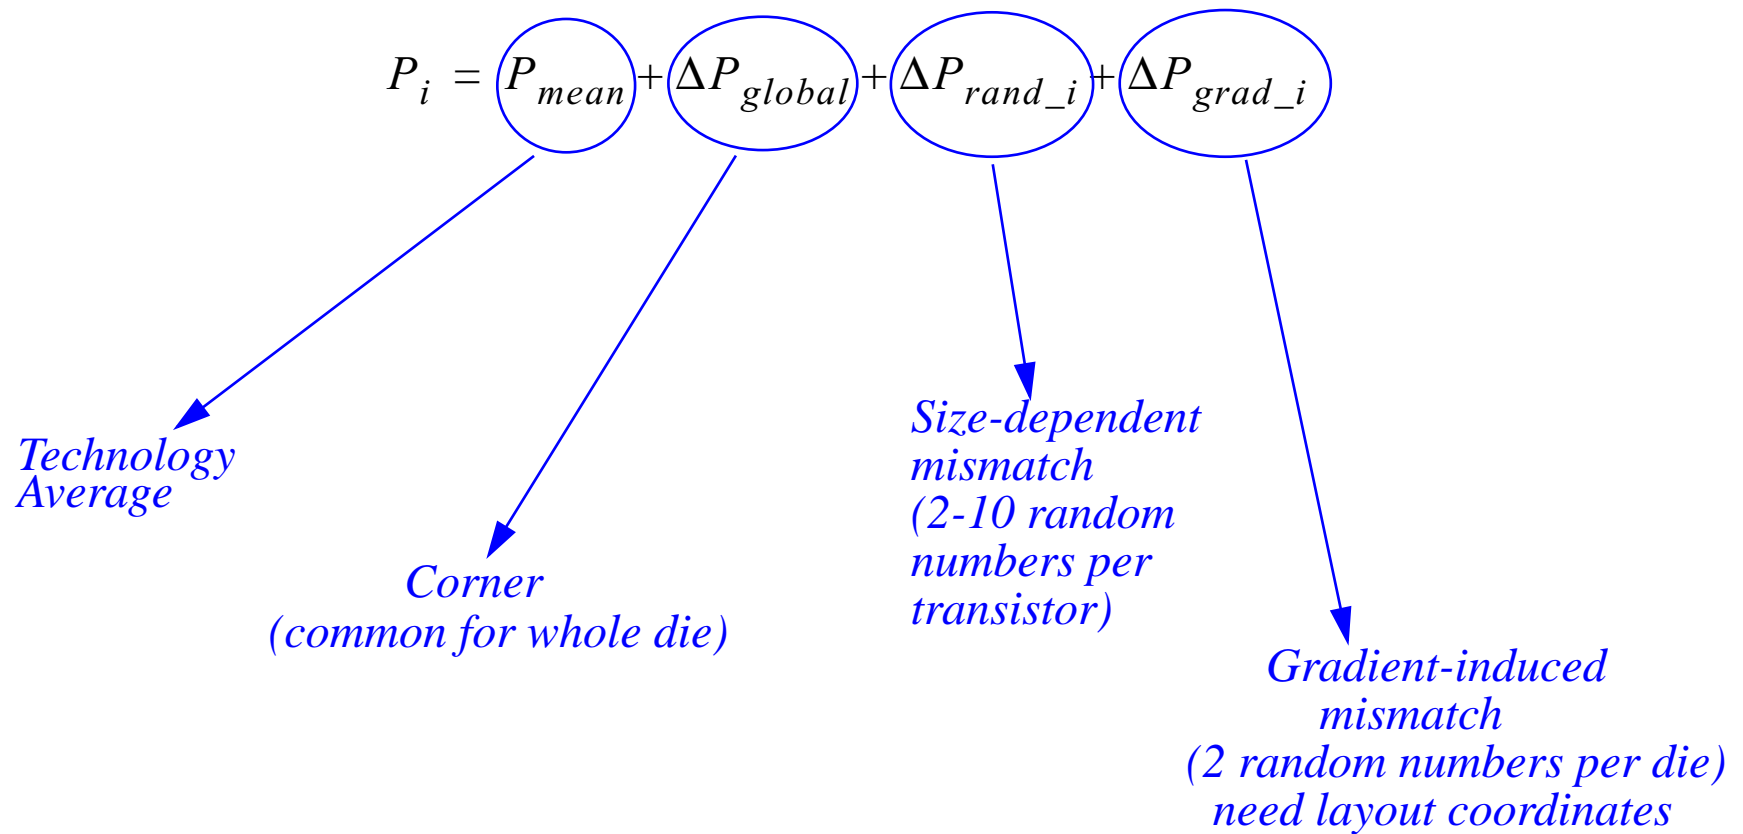 P_i = P_mean + ΔP_global + ΔP_rand_i + ΔP_grad_i
Technology
Average
Corner
(common for whole die)
Size-dependent
mismatch
(2-10 random
numbers per
transistor)
Gradient-induced
mismatch
(2 random numbers per die)
need layout coordinates